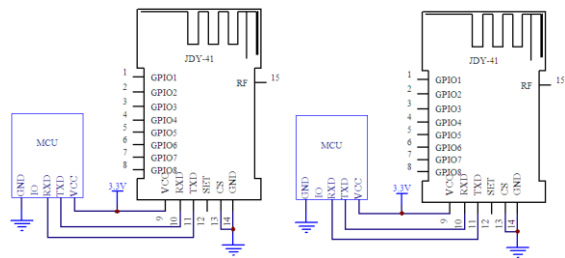 JDY-41
1 GPIO1
2 GPIO2
3 GPIO3
4 GPIO4
5 GPIO5
6 GPIO6
7 GPIO7
8 GPIO8
RF 15
VCC
RXD
TXD
SET
CS
GND
9
10
11
12
13
14
MCU
GND
IO
RXD
TXD
VCC
3.3V
JDY-41
1 GPIO1
2 GPIO2
3 GPIO3
4 GPIO4
5 GPIO5
6 GPIO6
7 GPIO7
8 GPIO8
RF 15
VCC
RXD
TXD
SET
CS
GND
9
10
11
12
13
14
MCU
GND
IO
RXD
TXD
VCC
3.3V